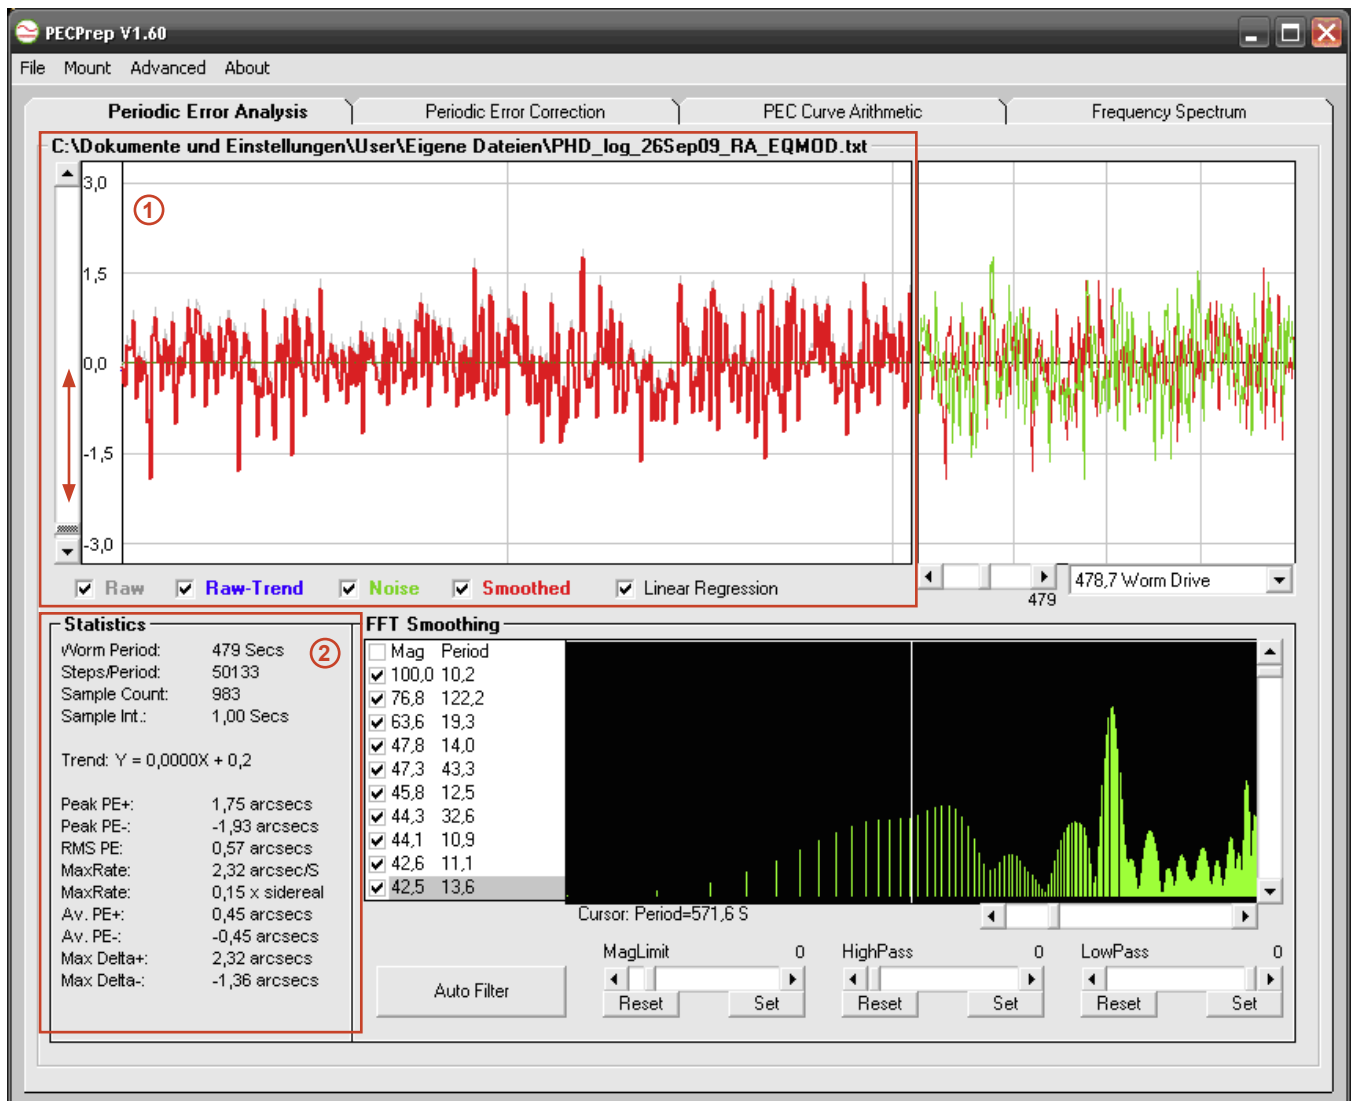 PECPrep V1.60
File Mount Advanced About
Periodic Error Analysis Periodic Error Correction PEC Curve Arithmetic Frequency Spectrum
C:\Dokumente und Einstellungen\User\Eigene Dateien\PHD_log_26Sep09_RA_EQMOD.txt
3,0
1
1,5
0,0
-1,5
-3,0
Raw Raw-Trend Noise Smoothed Linear Regression
479
478,7 Worm Drive
Statistics
2
Worm Period: 479 Secs
Steps/Period: 50133
Sample Count: 983
Sample Int.: 1,00 Secs
Trend: Y = 0,0000X + 0,2
Peak PE+: 1,75 arcsecs
Peak PE-: -1,93 arcsecs
RMS PE: 0,57 arcsecs
MaxRate: 2,32 arcsec/S
MaxRate: 0,15 x sidereal
Av. PE+: 0,45 arcsecs
Av. PE-: -0,45 arcsecs
Max Delta+: 2,32 arcsecs
Max Delta-: -1,36 arcsecs
FFT Smoothing
Mag Period
100,0 10,2
76,8 122,2
63,6 19,3
47,8 14,0
47,3 43,3
45,8 12,5
44,3 32,6
44,1 10,9
42,6 11,1
42,5 13,6
Cursor: Period=571,6 S
Auto Filter
MagLimit 0
Reset Set
HighPass 0
Reset Set
LowPass 0
Reset Set